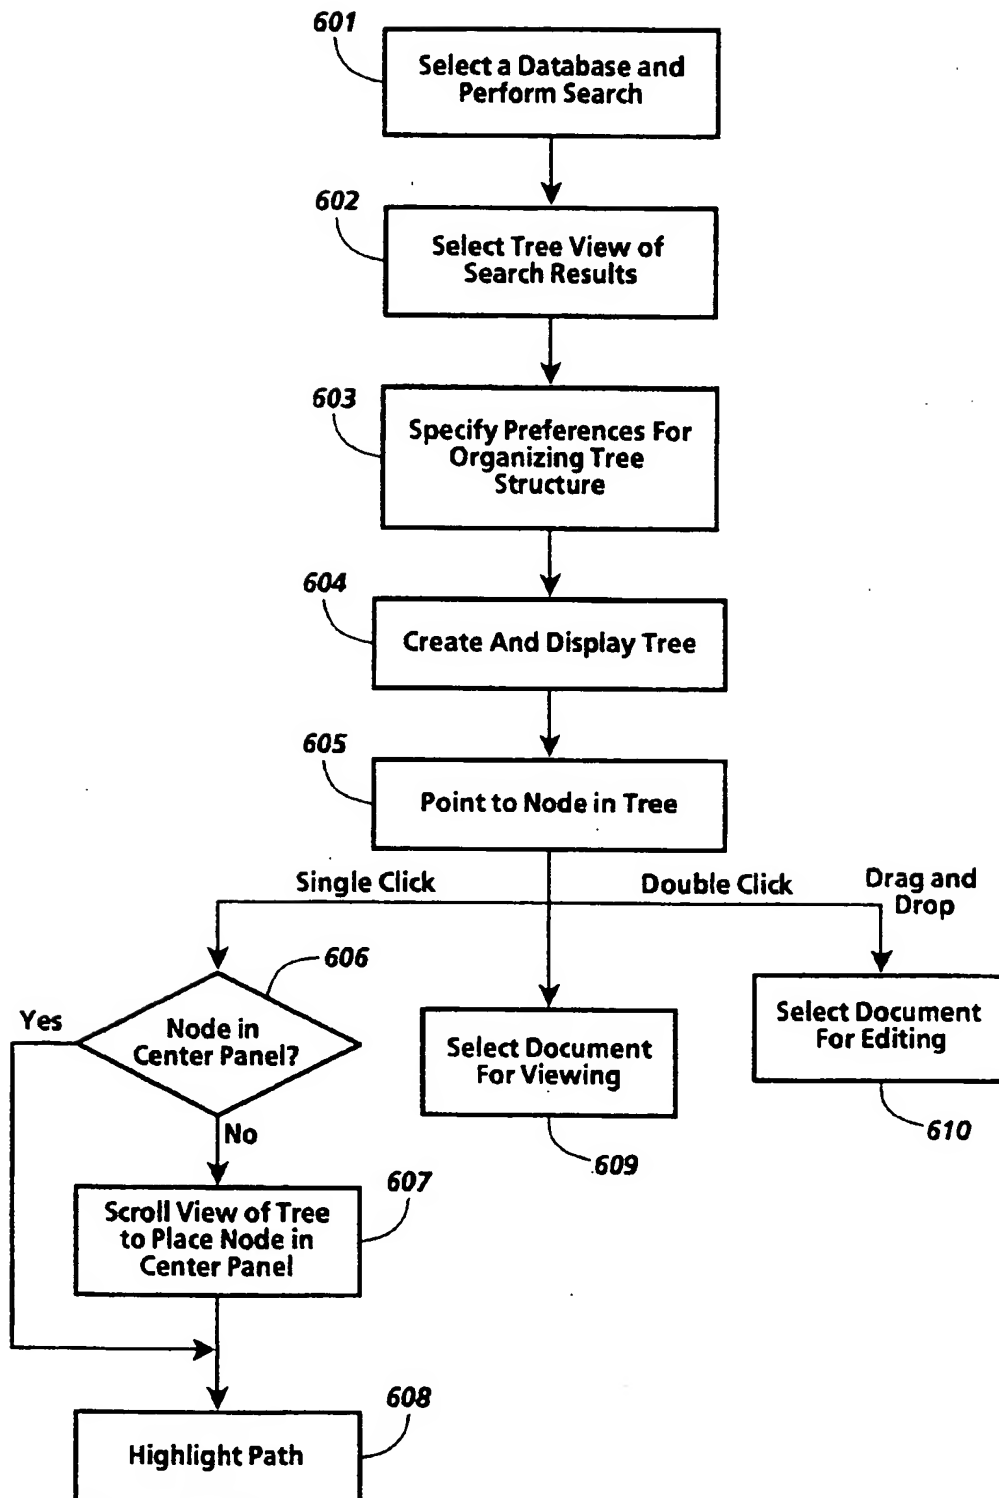 601
Select a Database and
Perform Search
602
Select Tree View of
Search Results
603
Specify Preferences For
Organizing Tree
Structure
604
Create And Display Tree
605
Point to Node in Tree
Single Click
Double Click
Drag and
Drop
606
Yes
Node in
Center Panel?
No
Select Document
For Viewing
609
Select Document
For Editing
610
607
Scroll View of Tree
to Place Node in
Center Panel
608
Highlight Path